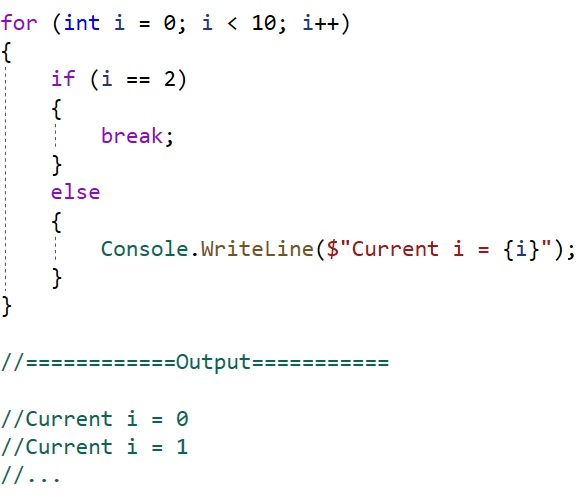 for (int i = 0; i < 10; i++)
{
    if (i == 2)
    {
        break;
    }
    else
    {
        Console.WriteLine($"Current i = {i}");
    }
}

//============Output===========

//Current i = 0
//Current i = 1
//...